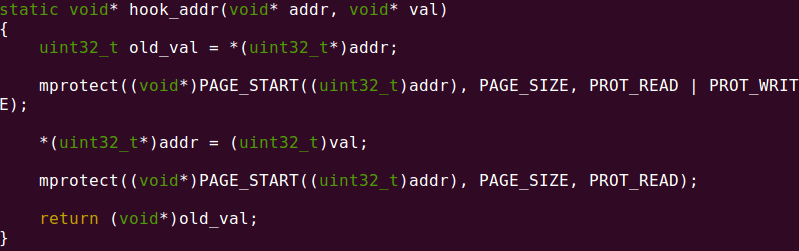 static void* hook_addr(void* addr, void* val)
{
    uint32_t old_val = *(uint32_t*)addr;

    mprotect((void*)PAGE_START((uint32_t)addr), PAGE_SIZE, PROT_READ | PROT_WRIT
E);

    *(uint32_t*)addr = (uint32_t)val;

    mprotect((void*)PAGE_START((uint32_t)addr), PAGE_SIZE, PROT_READ);

    return (void*)old_val;
}